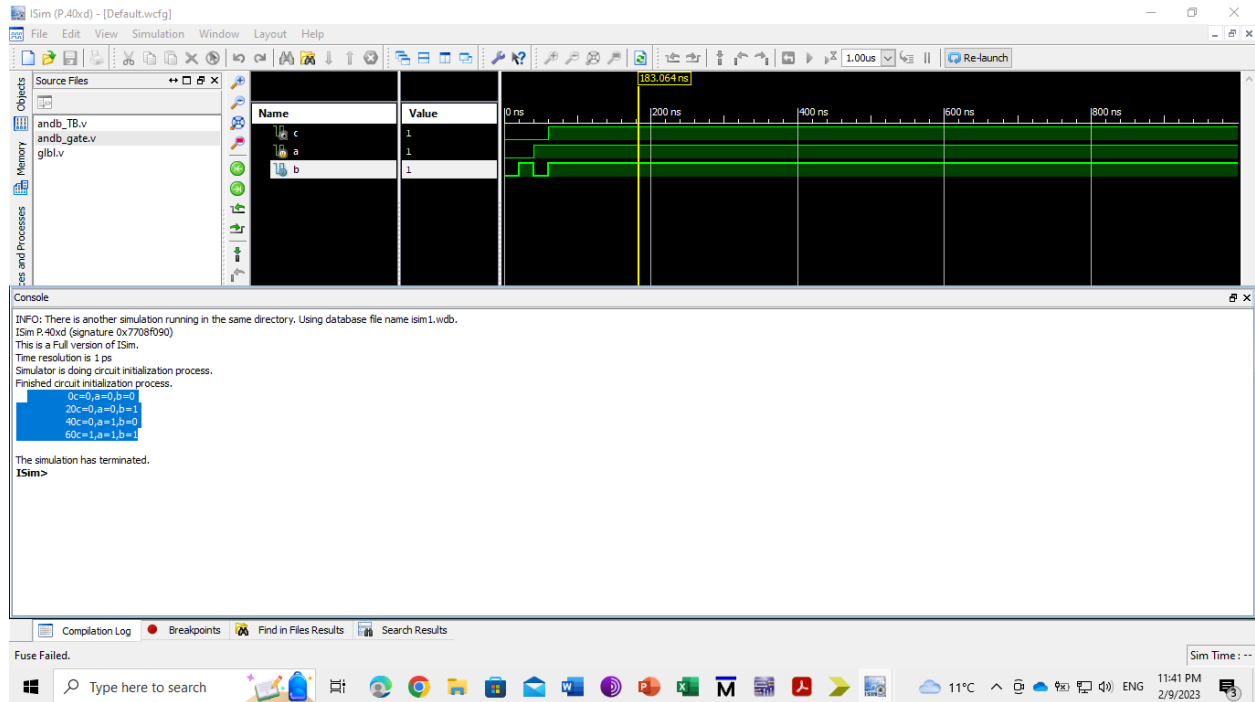 ISim (P.40xd) - [Default.wcfg]
File Edit View Simulation Window Layout Help
1.00us Re-launch
Objects
Memory
ces and Processes
Source Files
andb_TB.v
andb_gate.v
glbl.v
183.064 ns
Name Value 0 ns 200 ns 400 ns 600 ns 800 ns
c 1
a 1
b 1
Console
INFO: There is another simulation running in the same directory. Using database file name isim1.wdb.
ISim P.40xd (signature 0x7708f090)
This is a Full version of ISim.
Time resolution is 1 ps
Simulator is doing circuit initialization process.
Finished circuit initialization process.
0c=0,a=0,b=0
20c=0,a=0,b=1
40c=0,a=1,b=0
60c=1,a=1,b=1
The simulation has terminated.
ISim>
Compilation Log Breakpoints Find in Files Results Search Results
Fuse Failed. Sim Time : --
Type here to search
11°C ENG 11:41 PM
2/9/2023
3